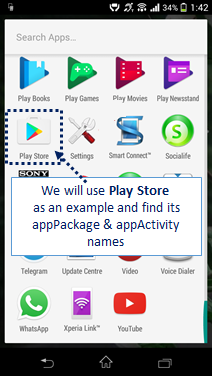 34% 1:42
Search Apps...
Play Books Play Games Play Movies Play Newsstand
Play Store Settings Smart Connect™ Socialife
SONY
We will use Play Store
as an example and find its
appPackage & appActivity
names
Telegram Update Centre Video Voice Dialer
WhatsApp Xperia Link™ YouTube